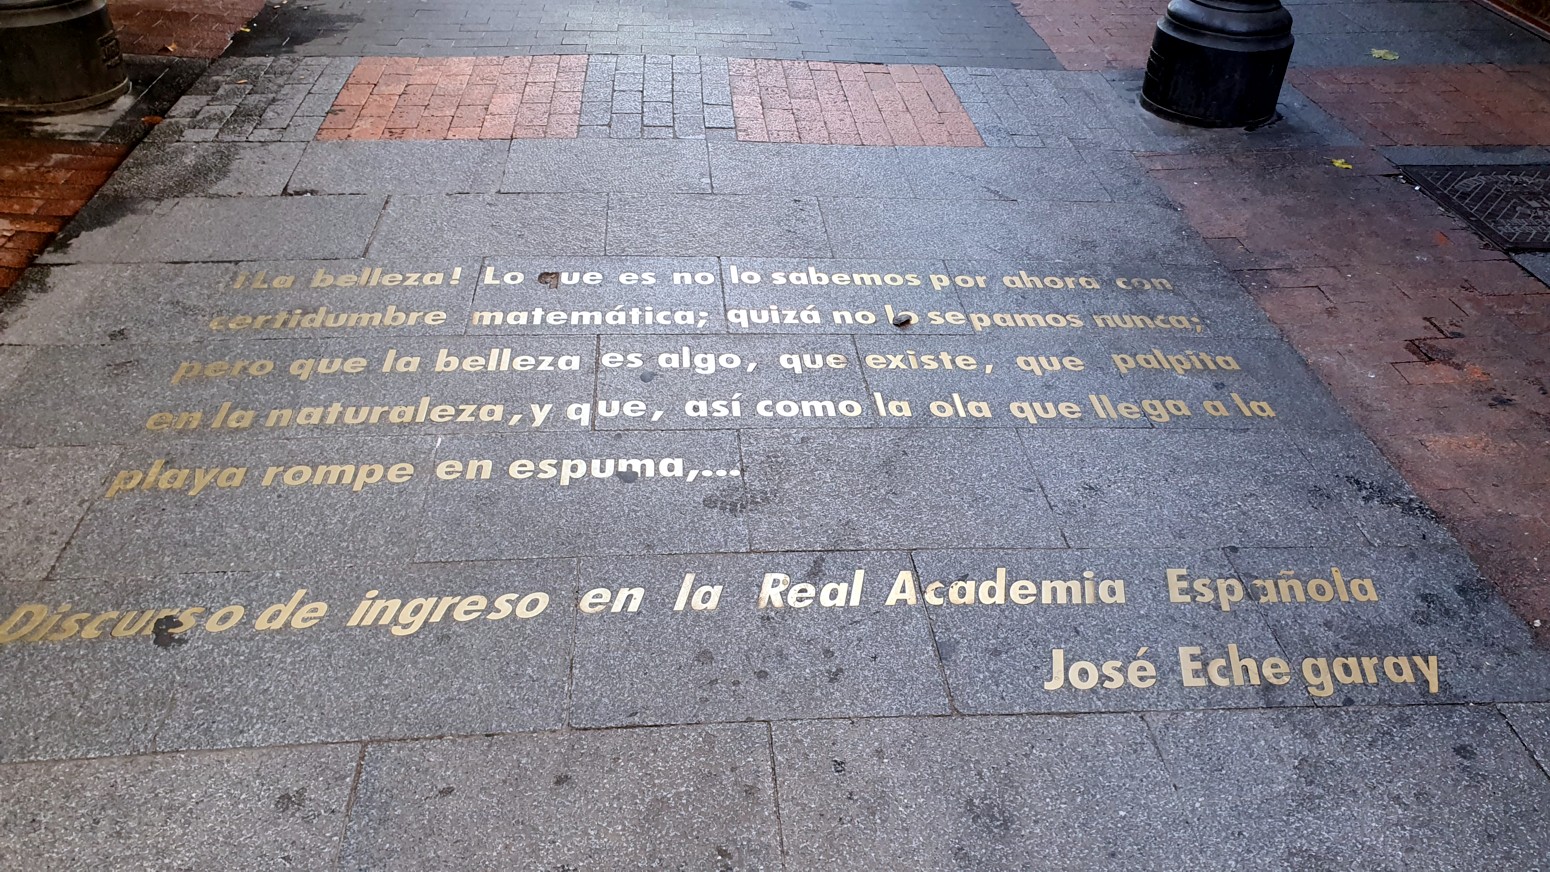 ¡La belleza! Lo que es no lo sabemos por ahora con
certidumbre matemática; quizá no lo sepamos nunca;
pero que la belleza es algo, que existe, que palpita
en la naturaleza, y que, así como la ola que llega a la
playa rompe en espuma,...
Discurso de ingreso en la Real Academia Española
José Echegaray